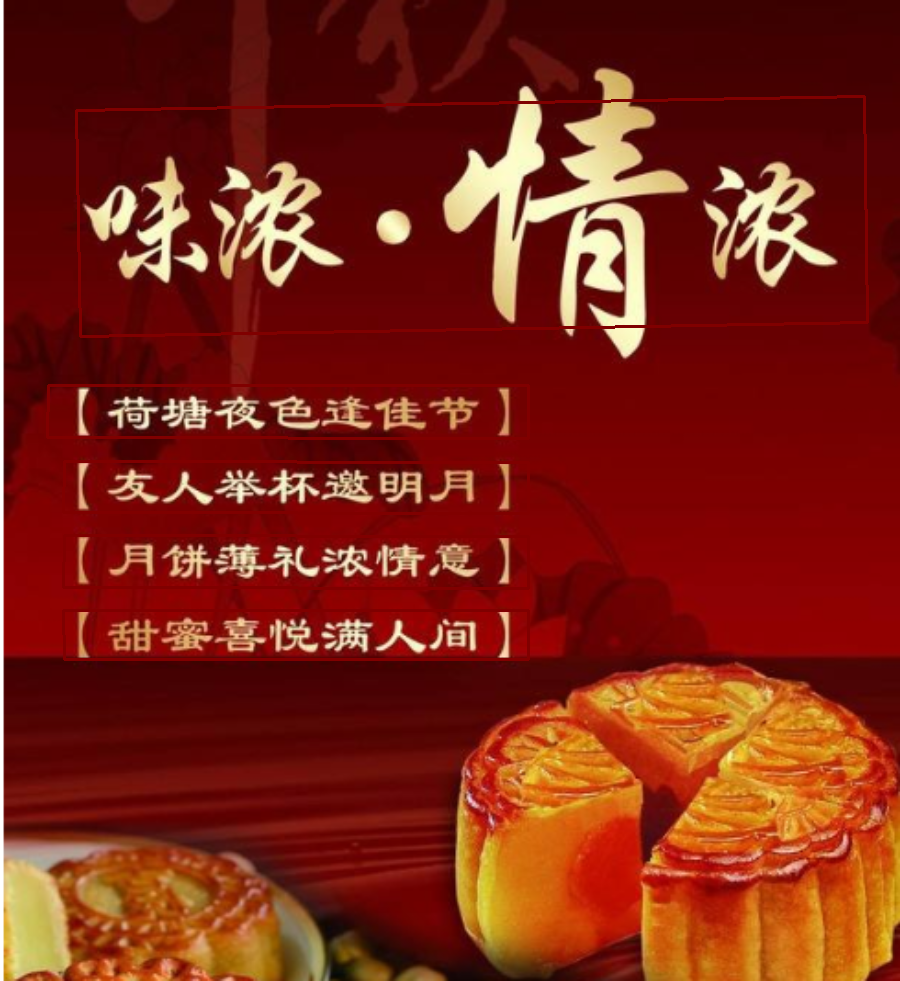 味浓·情浓
【荷塘夜色逢佳节】
【友人举杯邀明月】
【月饼薄礼浓情意】
【甜蜜喜悦满人间】